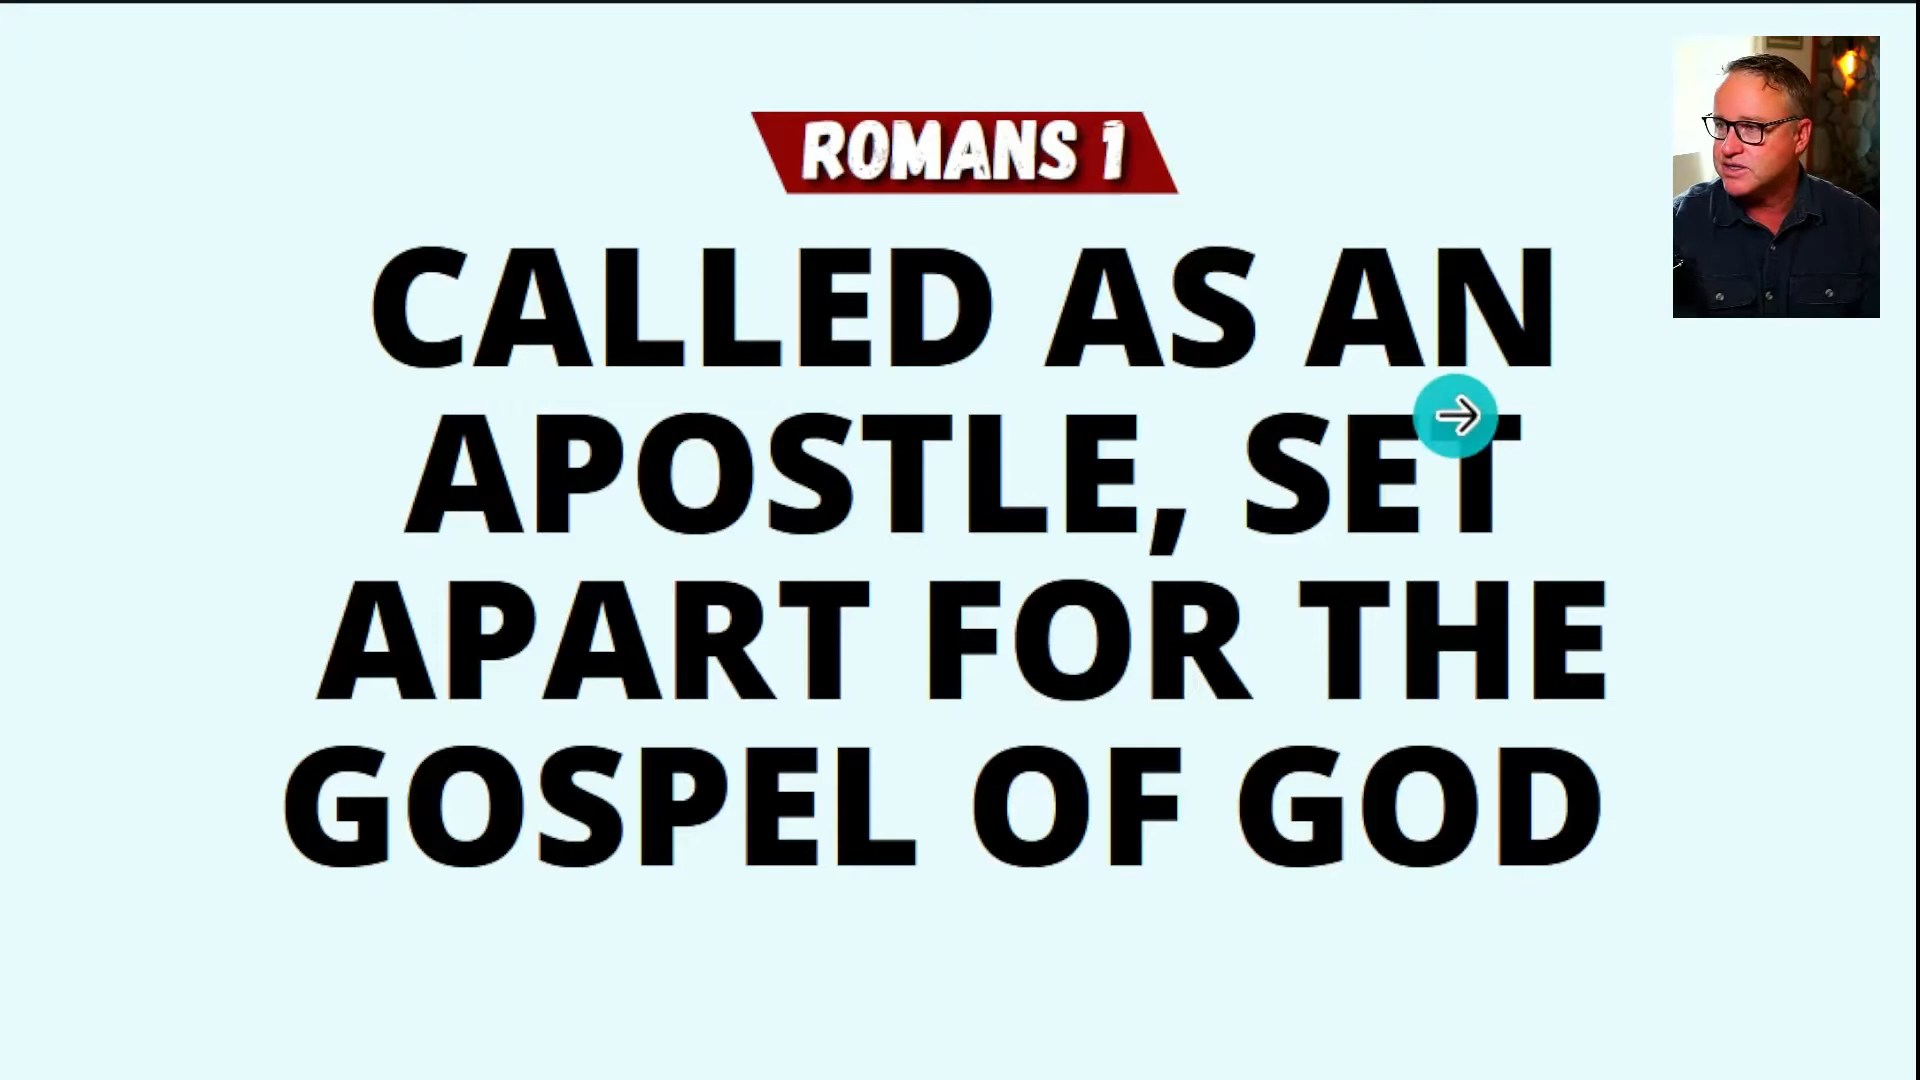 ROMANS 1
CALLED AS AN
APOSTLE, SET
APART FOR THE
GOSPEL OF GOD